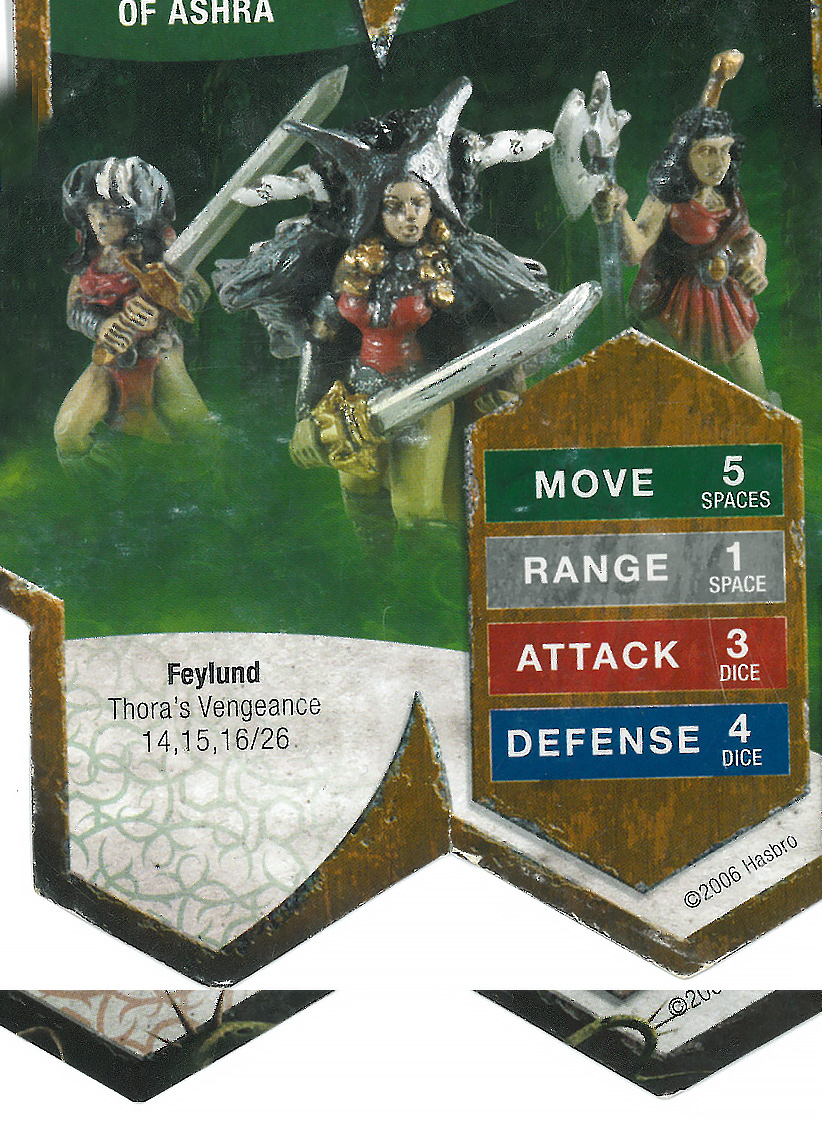 OF ASHRA
MOVE 5
SPACES
RANGE 1
SPACE
ATTACK 3
DICE
DEFENSE 4
DICE
Feylund
Thora's Vengeance
14,15,16/26
©2006 Hasbro